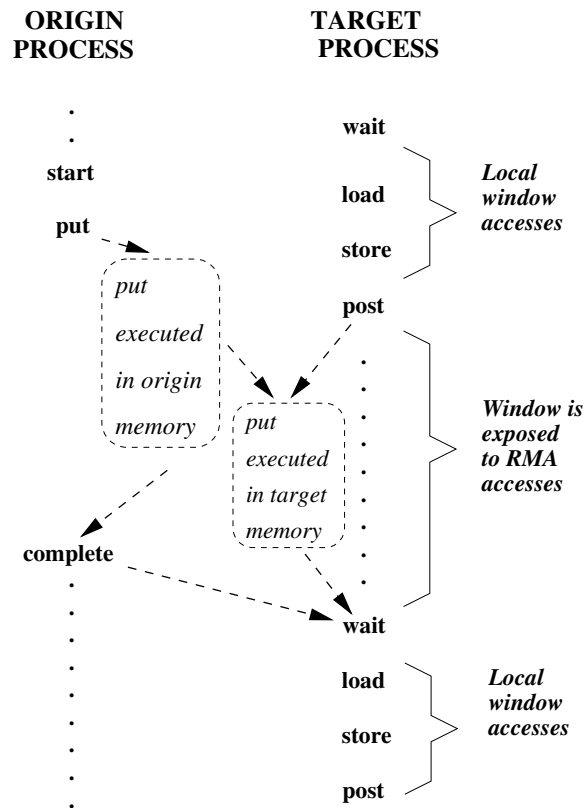 ORIGIN
PROCESS
TARGET
PROCESS
wait
start
load
store
Local
window
accesses
put
put
executed
in origin
memory
post
put
executed
in target
memory
Window is
exposed
to RMA
accesses
complete
wait
load
store
post
Local
window
accesses